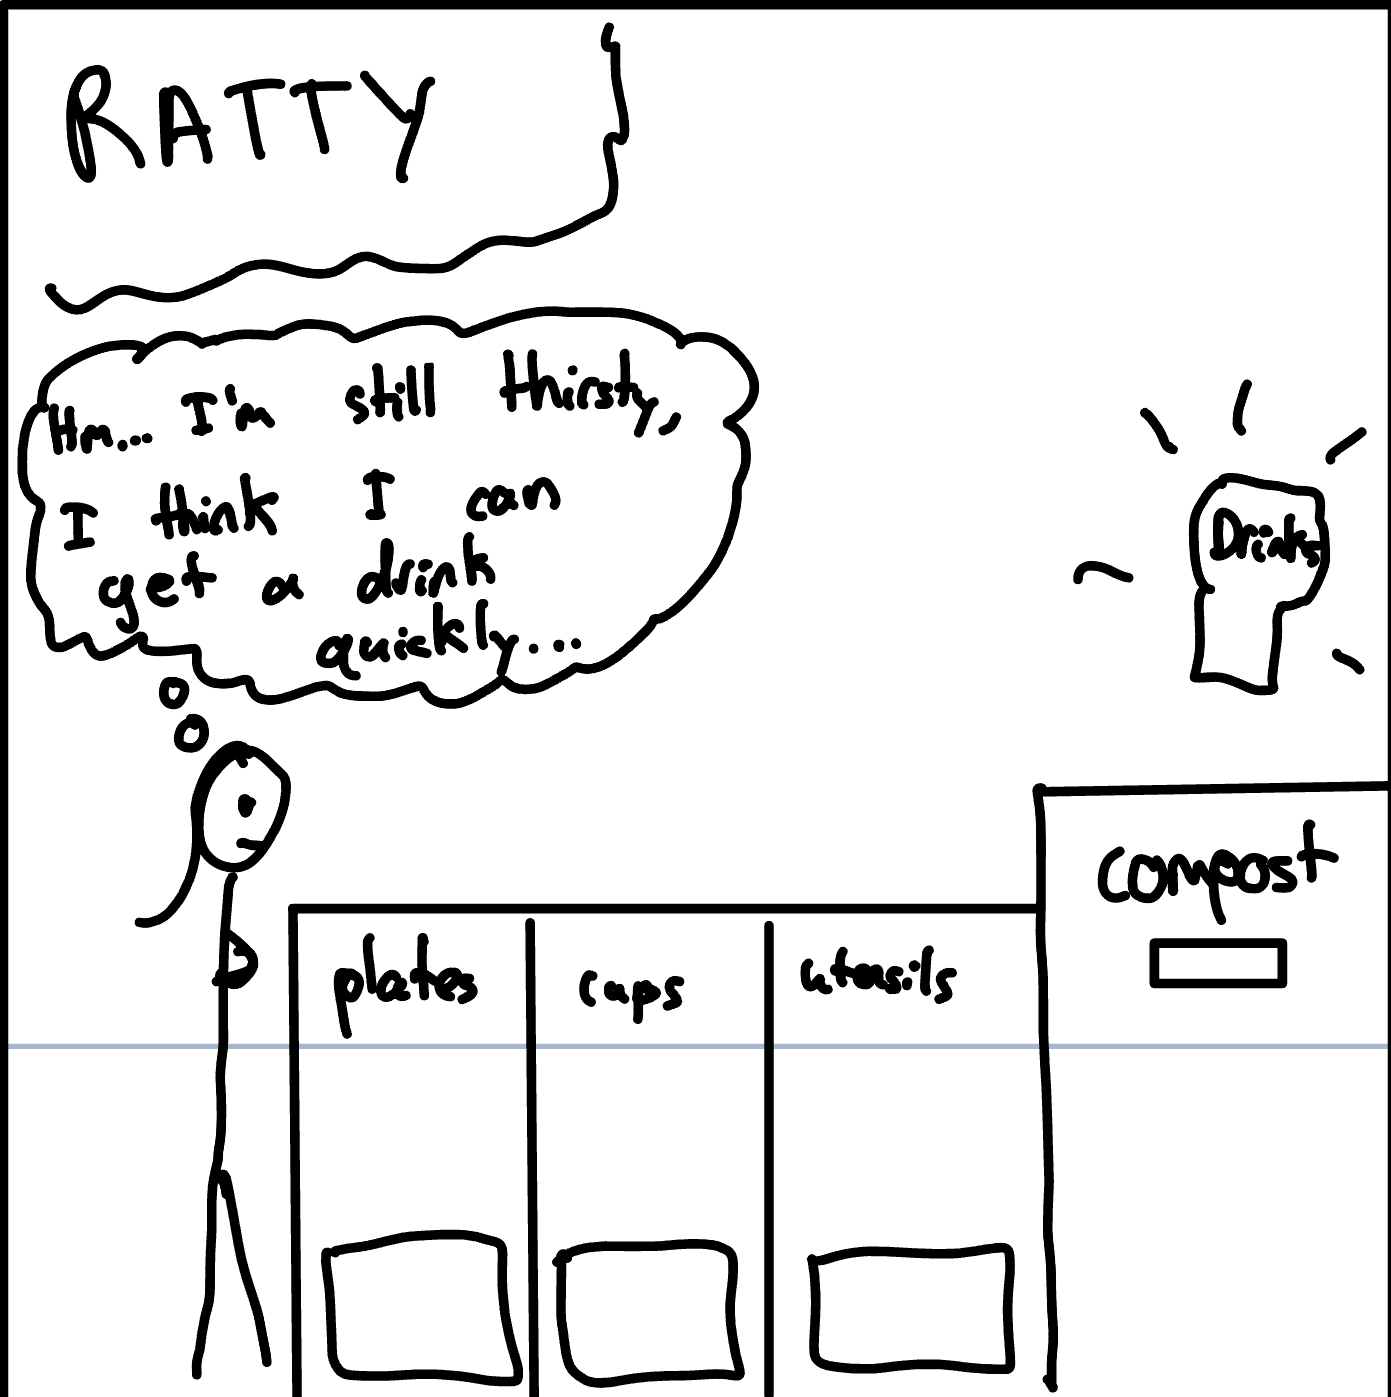 RATTY
Hm... I'm still thirsty,
I think I can
get a drink
quickly...
Drinks
compost
plates
cups
utensils